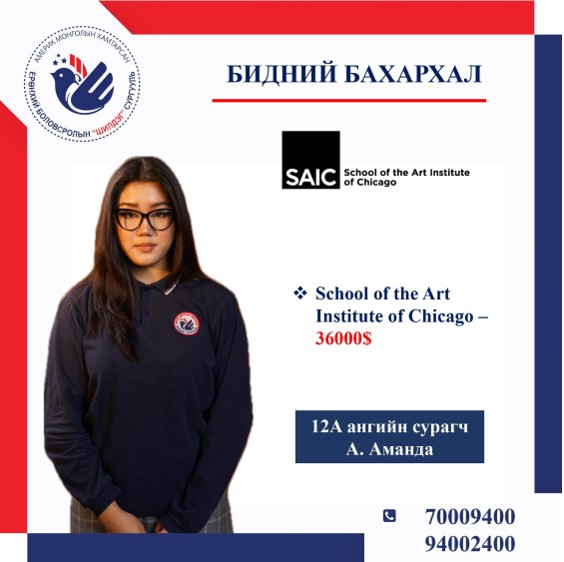 АМЕРИК МОНГОЛЫН ХАМТАРСАН
ЕРӨНХИЙ БОЛОВСРОЛЫН "ШИЛДЭГ" СУРГУУЛЬ
БИДНИЙ БАХАРХАЛ
SAIC School of the Art Institute
of Chicago
❖ School of the Art
Institute of Chicago –
36000$
12А ангийн сурагч
А. Аманда
70009400
94002400